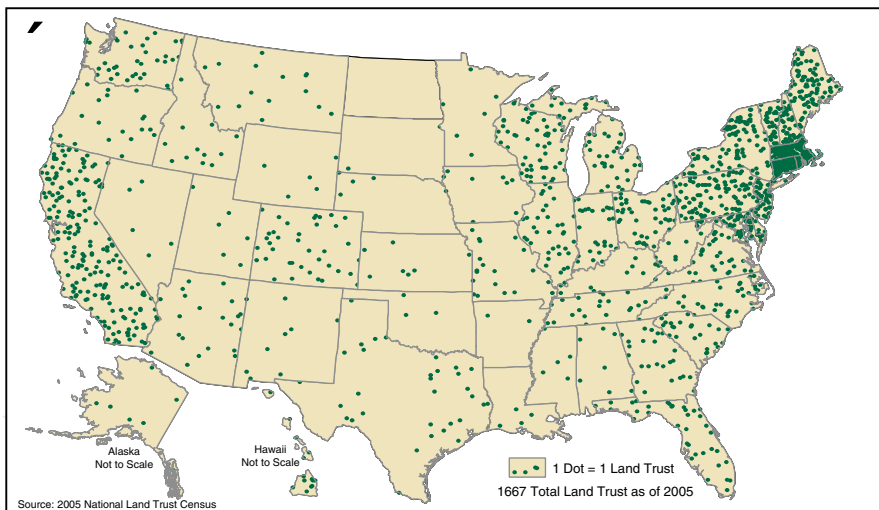 Alaska
Not to Scale
Hawaii
Not to Scale
1 Dot = 1 Land Trust
1667 Total Land Trust as of 2005
Source: 2005 National Land Trust Census